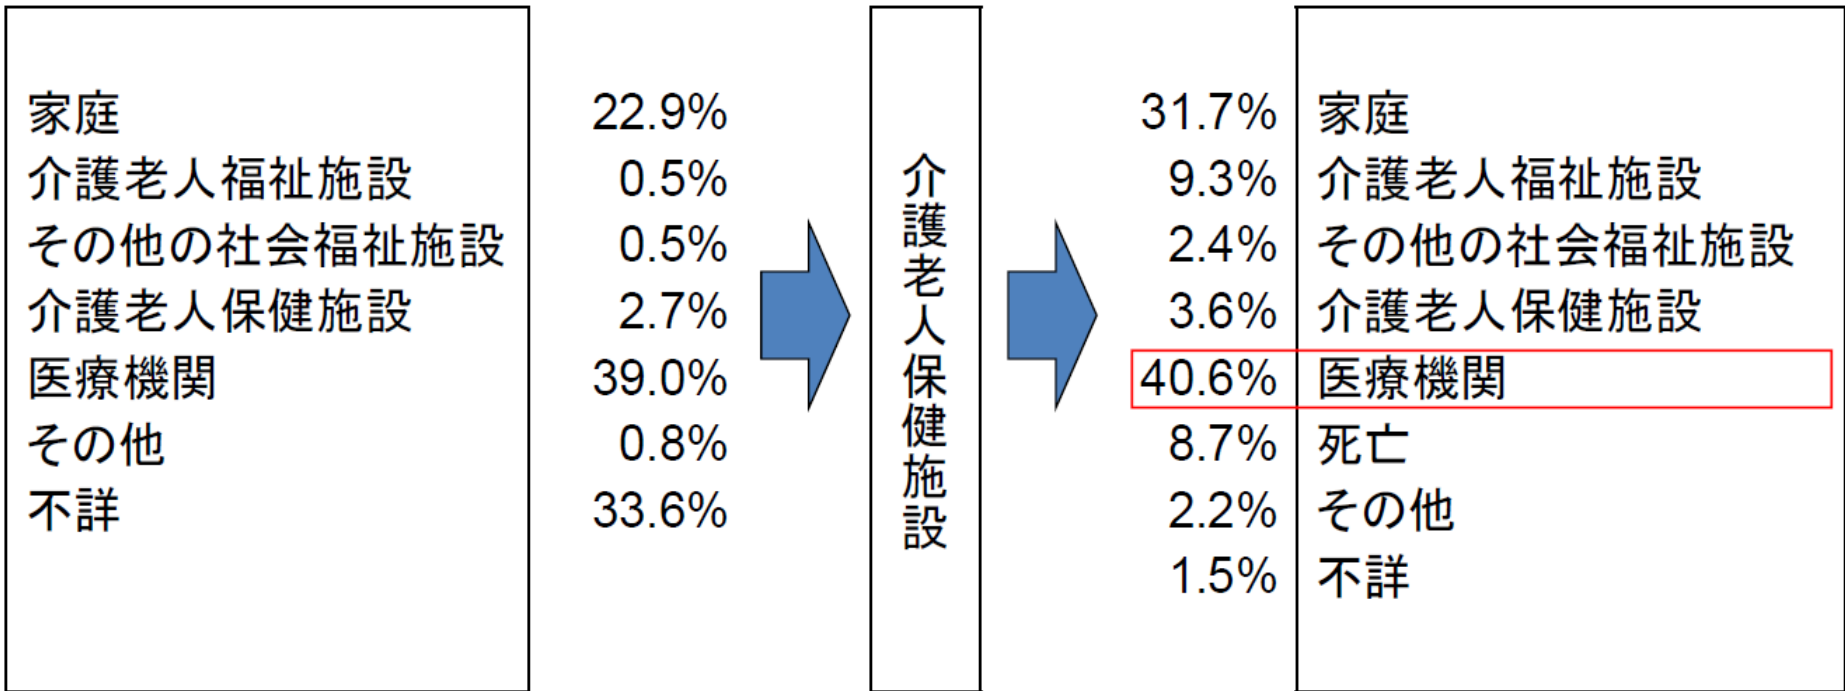 家庭 22.9%
介護老人福祉施設 0.5%
その他の社会福祉施設 0.5%
介護老人保健施設 2.7%
医療機関 39.0%
その他 0.8%
不詳 33.6%
介護老人保健施設
31.7% 家庭
9.3% 介護老人福祉施設
2.4% その他の社会福祉施設
3.6% 介護老人保健施設
40.6% 医療機関
8.7% 死亡
2.2% その他
1.5% 不詳